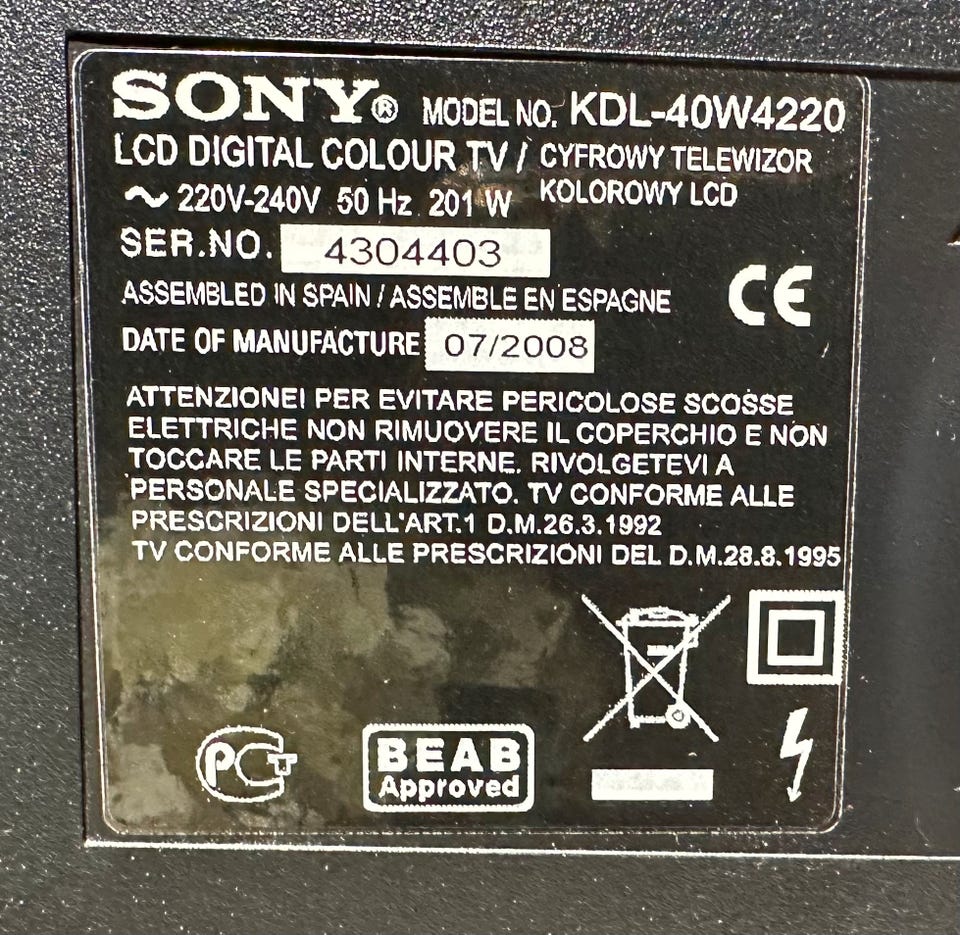 SONY® MODEL NO. KDL-40W4220
LCD DIGITAL COLOUR TV / CYFROWY TELEWIZOR
KOLOROWY LCD
~ 220V-240V 50 Hz 201 W
SER.NO. 4304403
ASSEMBLED IN SPAIN / ASSEMBLE EN ESPAGNE
CE
DATE OF MANUFACTURE 07/2008
ATTENZIONE! PER EVITARE PERICOLOSE SCOSSE
ELETTRICHE NON RIMUOVERE IL COPERCHIO E NON
TOCCARE LE PARTI INTERNE. RIVOLGETEVI A
PERSONALE SPECIALIZZATO. TV CONFORME ALLE
PRESCRIZIONI DELL'ART.1 D.M.26.3.1992
TV CONFORME ALLE PRESCRIZIONI DEL D.M.28.8.1995
PCT
BEAB
Approved